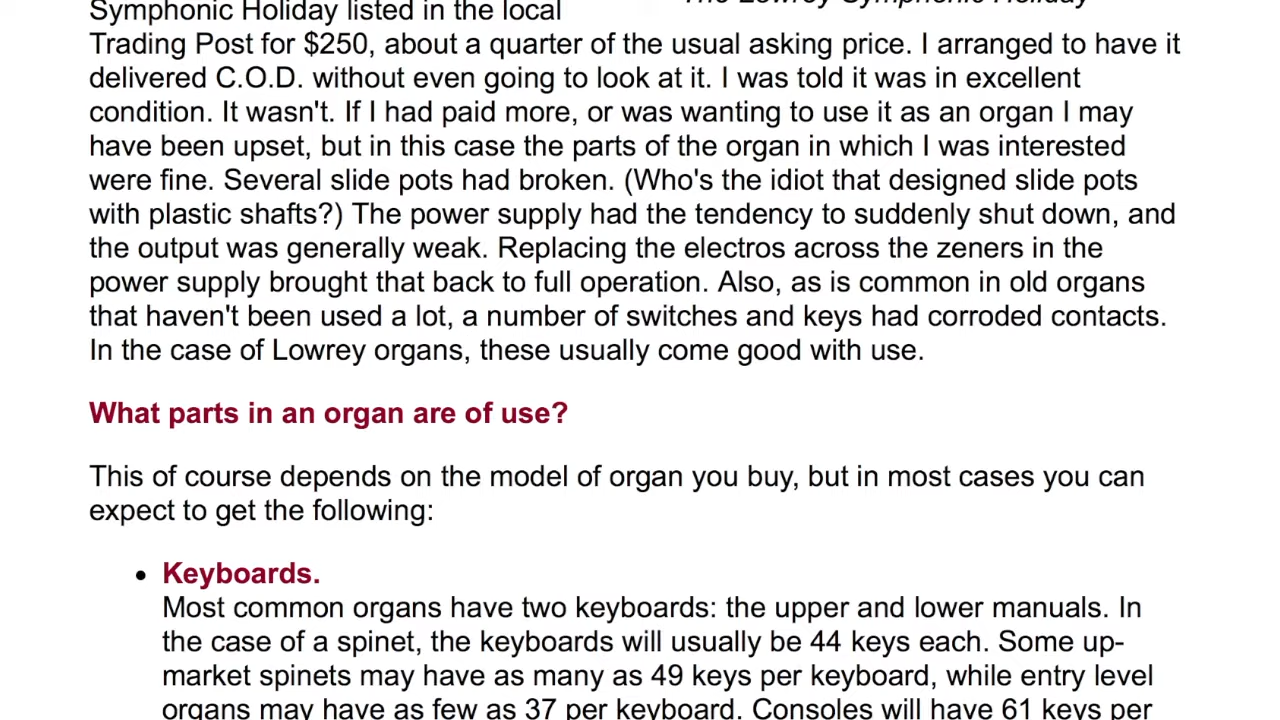 Symphonic Holiday listed in the local
The Lowrey Symphonic Holiday
Trading Post for $250, about a quarter of the usual asking price. I arranged to have it
delivered C.O.D. without even going to look at it. I was told it was in excellent
condition. It wasn't. If I had paid more, or was wanting to use it as an organ I may
have been upset, but in this case the parts of the organ in which I was interested
were fine. Several slide pots had broken. (Who's the idiot that designed slide pots
with plastic shafts?) The power supply had the tendency to suddenly shut down, and
the output was generally weak. Replacing the electros across the zeners in the
power supply brought that back to full operation. Also, as is common in old organs
that haven't been used a lot, a number of switches and keys had corroded contacts.
In the case of Lowrey organs, these usually come good with use.
What parts in an organ are of use?
This of course depends on the model of organ you buy, but in most cases you can
expect to get the following:
• Keyboards.
Most common organs have two keyboards: the upper and lower manuals. In
the case of a spinet, the keyboards will usually be 44 keys each. Some up-
market spinets may have as many as 49 keys per keyboard, while entry level
organs may have as few as 37 per keyboard. Consoles will have 61 keys per